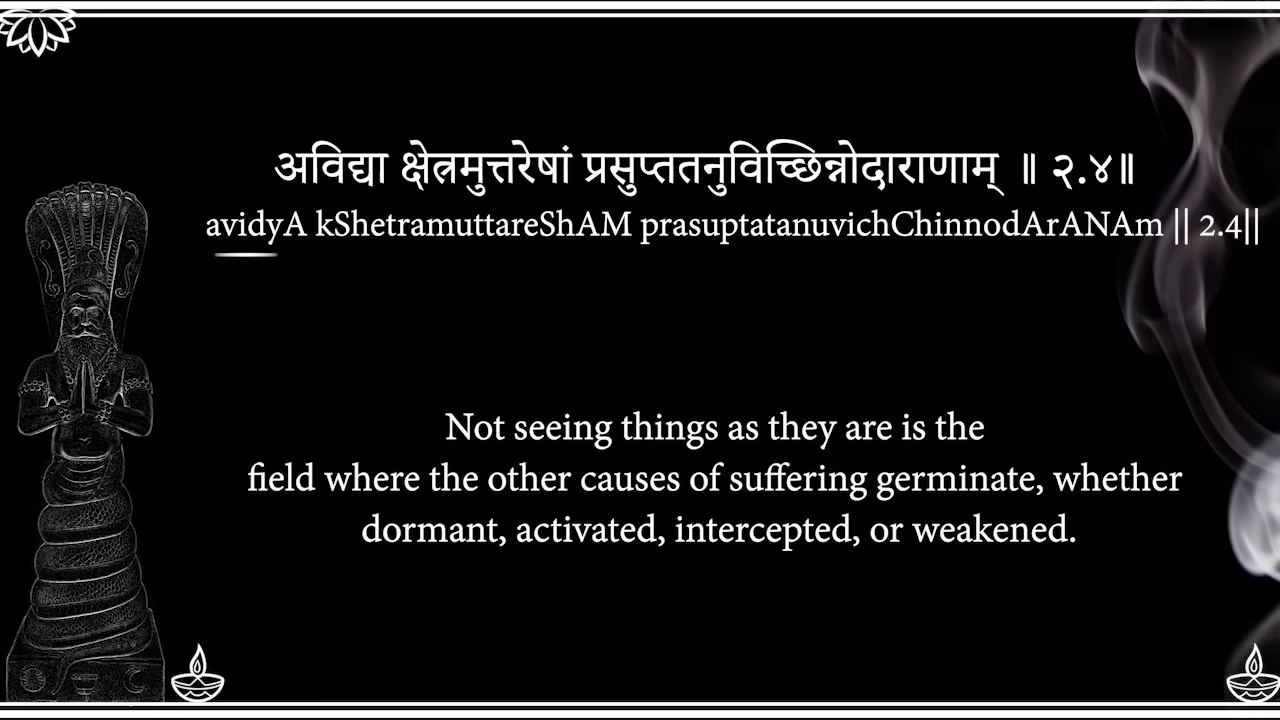 अविद्या क्षेत्रमुत्तरेषां प्रसुप्ततनुविच्छिन्नोदाराणाम् ॥ २.४॥
avidyA kShetramuttareShAM prasuptatanuvichChinnodArANAm || 2.4||
Not seeing things as they are is the
field where the other causes of suffering germinate, whether
dormant, activated, intercepted, or weakened.